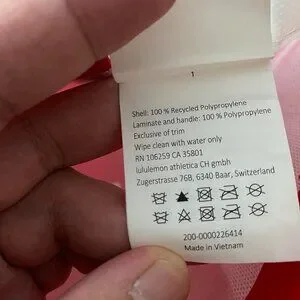 1
Shell: 100 % Recycled Polypropylene
Laminate and handle: 100 % Polypropylene
Exclusive of trim
Wipe clean with water only
RN 106259 CA 35801
lululemon athletica CH gmbh
Zugerstrasse 76B, 6340 Baar, Switzerland
200-0000226414
Made in Vietnam